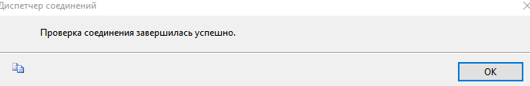 Диспетчер соединений
Проверка соединения завершилась успешно.
OK